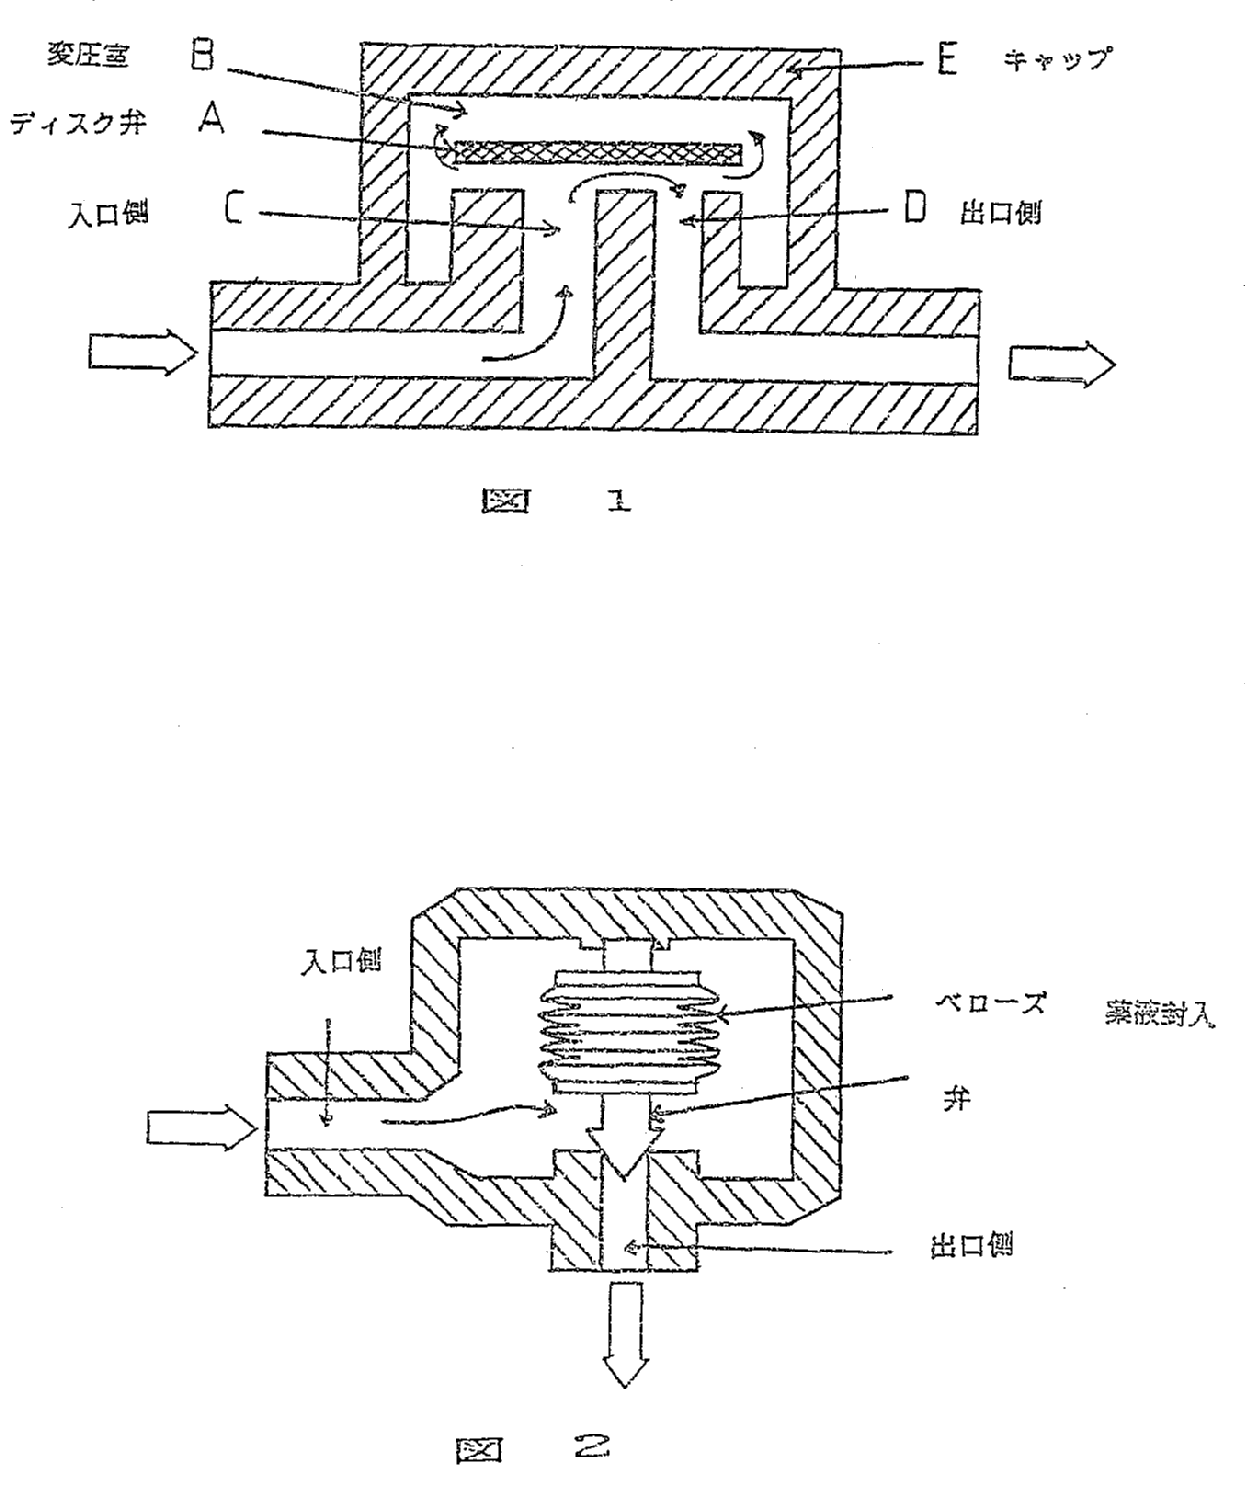 変圧室 B
E キャップ
ディスク弁 A
入口側 C
D 出口側
図 1
入口側
ベローズ 薬液封入
弁
出口側
図 2